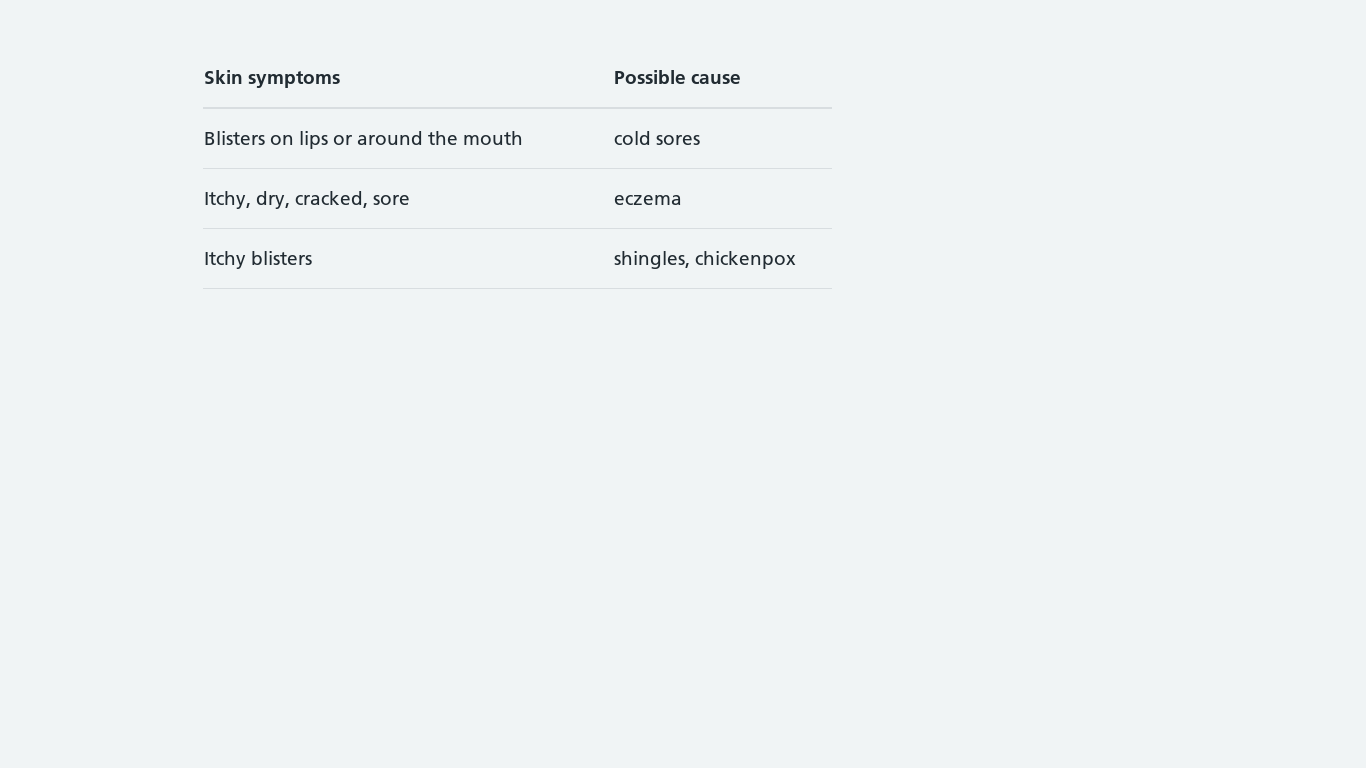 Skin symptoms Possible cause
Blisters on lips or around the mouth cold sores
Itchy, dry, cracked, sore eczema
Itchy blisters shingles, chickenpox